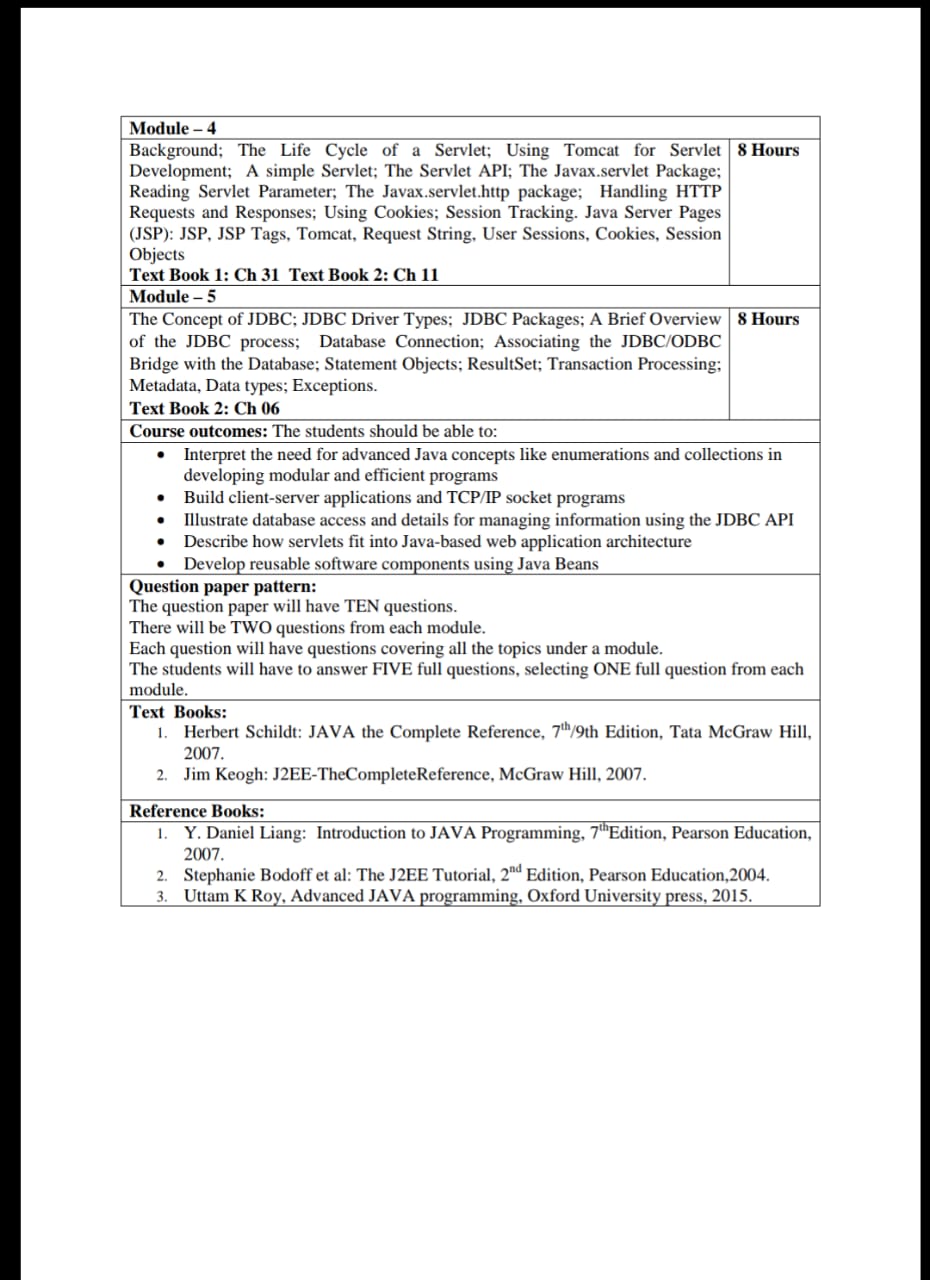 Module – 4
Background; The Life Cycle of a Servlet; Using Tomcat for Servlet
Development; A simple Servlet; The Servlet API; The Javax.servlet Package;
Reading Servlet Parameter; The Javax.servlet.http package; Handling HTTP
Requests and Responses; Using Cookies; Session Tracking. Java Server Pages
(JSP): JSP, JSP Tags, Tomcat, Request String, User Sessions, Cookies, Session
Objects
Text Book 1: Ch 31 Text Book 2: Ch 11
8 Hours
Module – 5
The Concept of JDBC; JDBC Driver Types; JDBC Packages; A Brief Overview
of the JDBC process; Database Connection; Associating the JDBC/ODBC
Bridge with the Database; Statement Objects; ResultSet; Transaction Processing;
Metadata, Data types; Exceptions.
Text Book 2: Ch 06
8 Hours
Course outcomes: The students should be able to:
• Interpret the need for advanced Java concepts like enumerations and collections in
developing modular and efficient programs
• Build client-server applications and TCP/IP socket programs
• Illustrate database access and details for managing information using the JDBC API
• Describe how servlets fit into Java-based web application architecture
• Develop reusable software components using Java Beans
Question paper pattern:
The question paper will have TEN questions.
There will be TWO questions from each module.
Each question will have questions covering all the topics under a module.
The students will have to answer FIVE full questions, selecting ONE full question from each
module.
Text Books:
1. Herbert Schildt: JAVA the Complete Reference, 7th/9th Edition, Tata McGraw Hill,
2007.
2. Jim Keogh: J2EE-TheCompleteReference, McGraw Hill, 2007.
Reference Books:
1. Y. Daniel Liang: Introduction to JAVA Programming, 7thEdition, Pearson Education,
2007.
2. Stephanie Bodoff et al: The J2EE Tutorial, 2nd Edition, Pearson Education,2004.
3. Uttam K Roy, Advanced JAVA programming, Oxford University press, 2015.